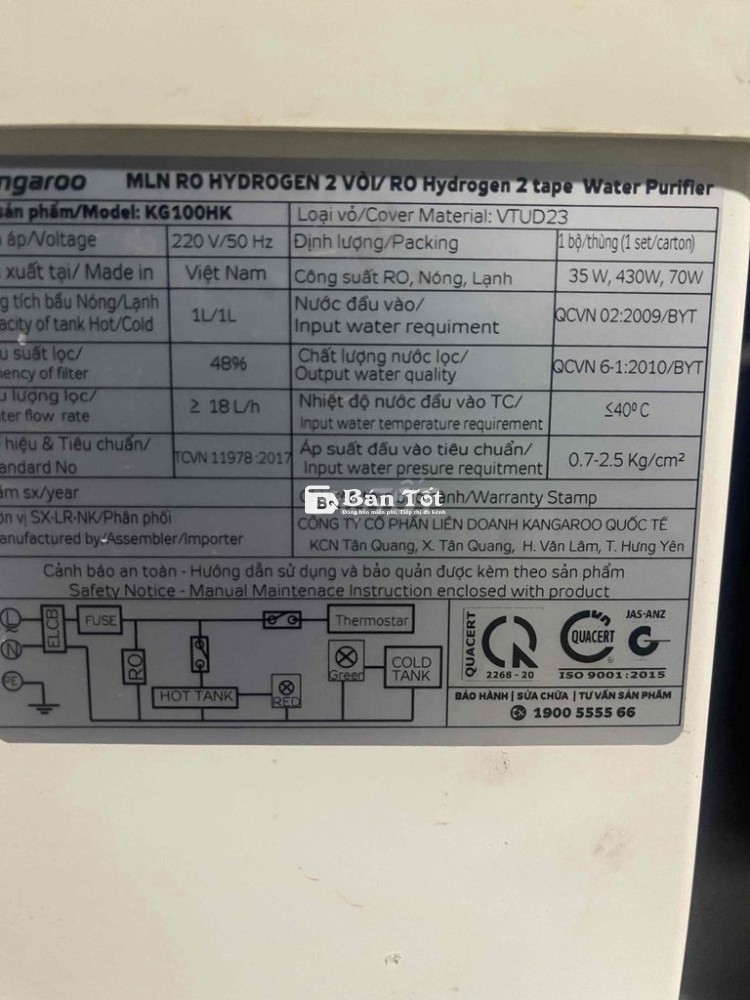 ngaroo MLN RO HYDROGEN 2 VÒI/ RO Hydrogen 2 tape Water Purifier
sản phẩm/Model: KG100HK
Loại vỏ/Cover Material: VTUD23
áp/Voltage 220 V/50 Hz
Định lượng/Packing 1 bộ/thùng (1 set/carton)
xuất tại/ Made in Việt Nam
Công suất RO, Nóng, Lạnh 35 W, 430W, 70W
g tích bầu Nóng/Lạnh
acity of tank Hot/Cold 1L/1L
Nước đầu vào/
Input water requiment QCVN 02:2009/BYT
u suất lọc/
iency of filter 48%
Chất lượng nước lọc/
Output water quality QCVN 6-1:2010/BYT
u lượng lọc/
ter flow rate ≥ 18 L/h
Nhiệt độ nước đầu vào TC/
Input water temperature requirement ≤40º C
hiệu & Tiêu chuẩn/
andard No TCVN 11978:2017
Áp suất đầu vào tiêu chuẩn/
Input water presure requitment 0.7-2.5 Kg/cm²
ăm sx/year
ành/Warranty Stamp
Bán Tốt
Đăng bán miễn phí, Tiếp thị đa kênh
n vị SX-LR-NK/Phân phối
anufactured by/Assembler/Importer
CÔNG TY CỔ PHẦN LIÊN DOANH KANGAROO QUỐC TẾ
KCN Tân Quang, X. Tân Quang, H. Văn Lâm, T. Hưng Yên
Cảnh báo an toàn - Hướng dẫn sử dụng và bảo quản được kèm theo sản phẩm
Safety Notice - Manual Maintenace Instruction enclosed with product
L
N
PE
ELCB
FUSE
RO
HOT TANK
RED
Thermostar
Green
COLD
TANK
QUACERT
2268 - 20
QUACERT
JAS-ANZ
ISO 9001:2015
BẢO HÀNH | SỬA CHỮA | TƯ VẤN SẢN PHẨM
1900 5555 66